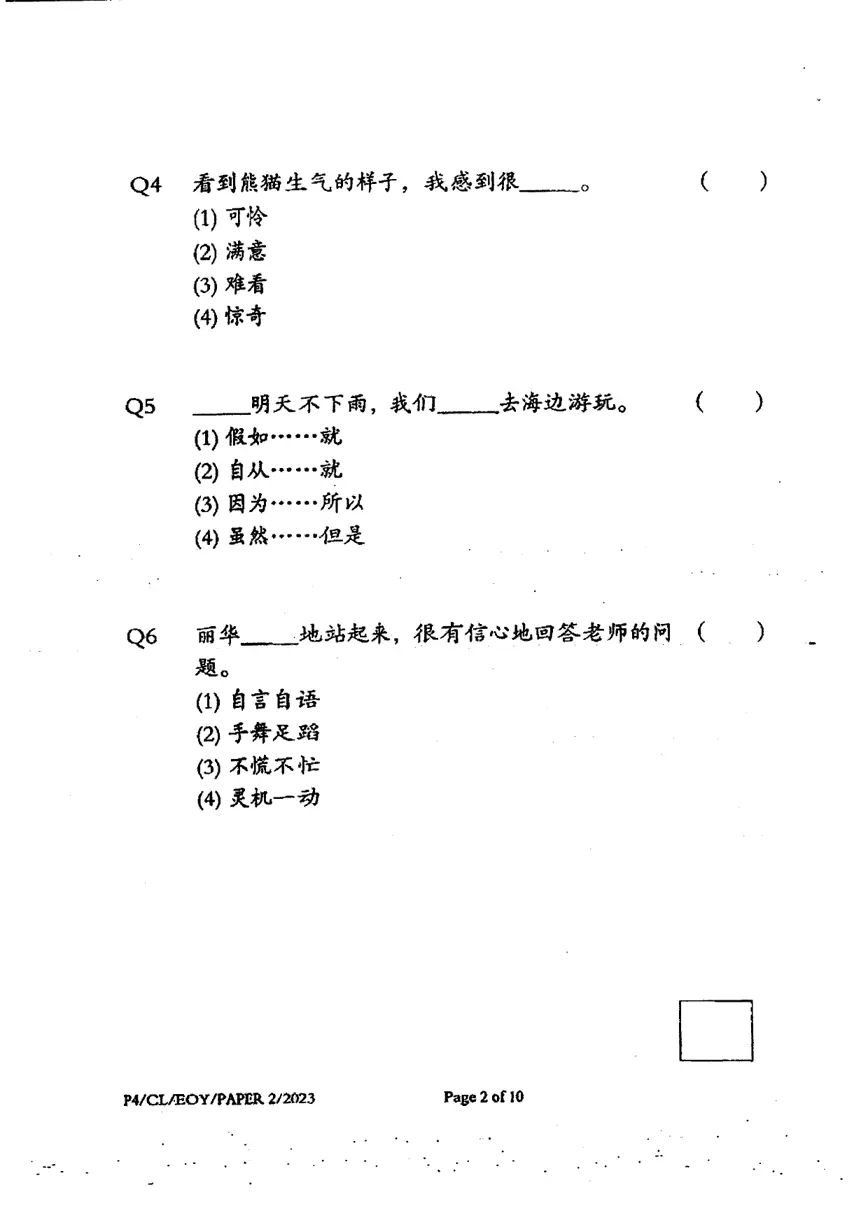 Q4 看到熊猫生气的样子，我感到很_____。 ( )
(1) 可怜
(2) 满意
(3) 难看
(4) 惊奇
Q5 _____明天不下雨，我们_____去海边游玩。 ( )
(1) 假如……就
(2) 自从……就
(3) 因为……所以
(4) 虽然……但是
Q6 丽华_____地站起来，很有信心地回答老师的问 ( )
题。
(1) 自言自语
(2) 手舞足蹈
(3) 不慌不忙
(4) 灵机一动
P4/CL/EOY/PAPER 2/2023 Page 2 of 10